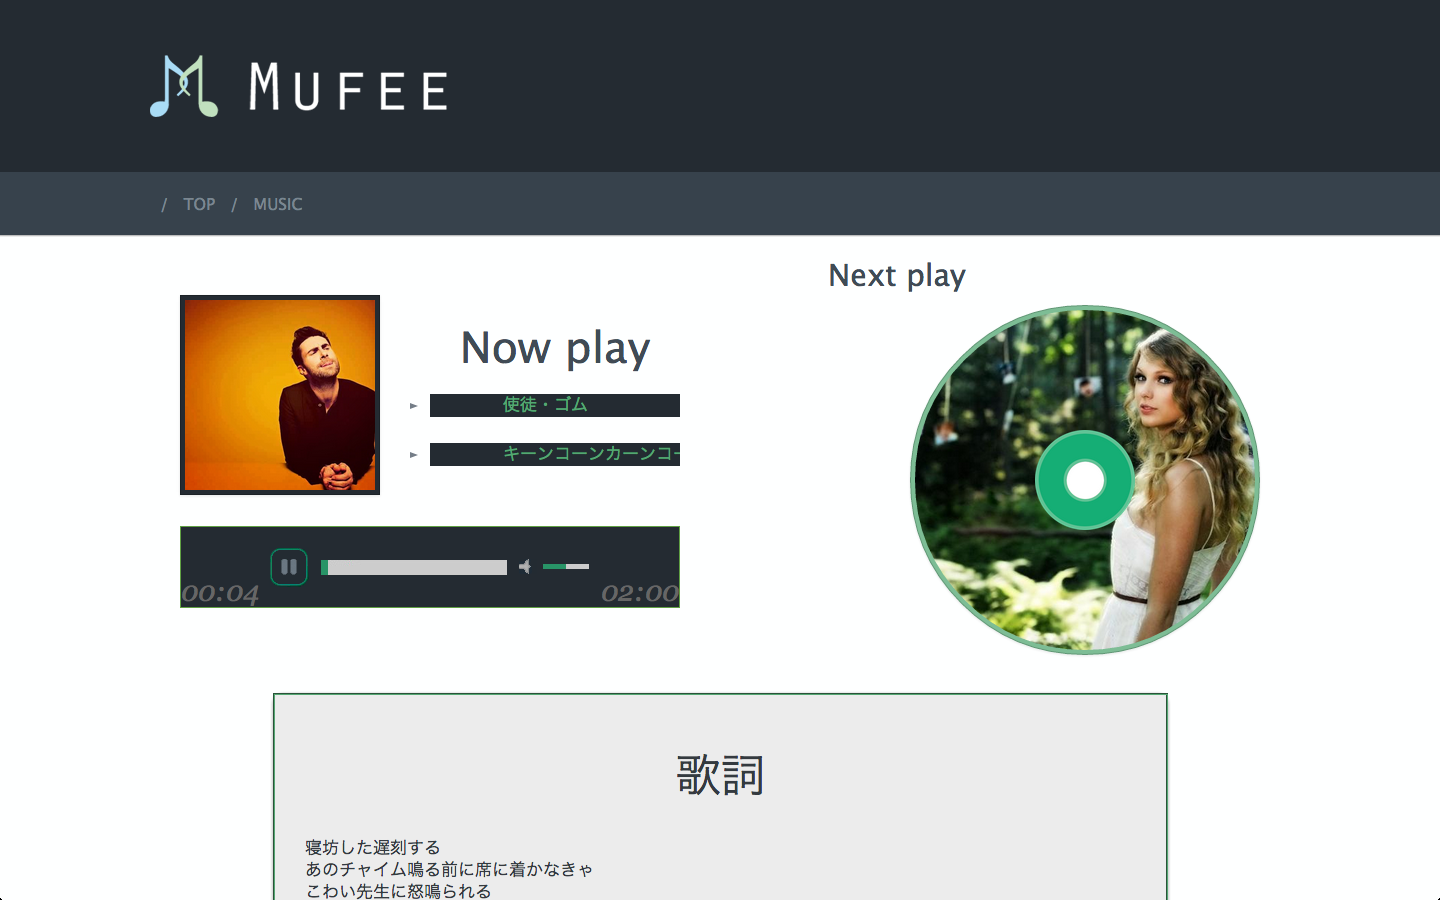 MUFEE
/ TOP / MUSIC
Next play
Now play
使徒・ゴム
キーンコーンカーンコー
00:04
02:00
歌詞
寝坊した遅刻する
あのチャイム鳴る前に席に着かなきゃ
こわい先生に怒鳴られる